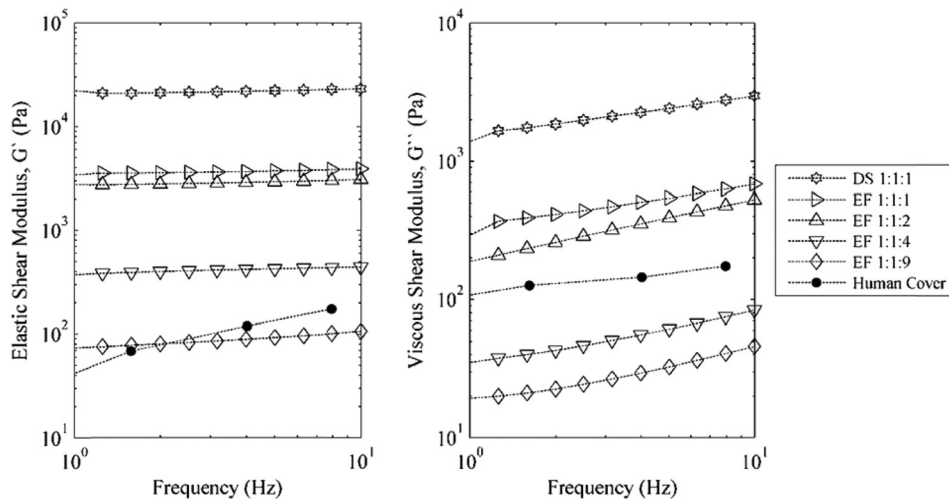 10^5
10^4
10^3
10^2
10^1
Elastic Shear Modulus, G` (Pa)
10^0
10^1
Frequency (Hz)
10^4
10^3
10^2
10^1
Viscous Shear Modulus, G`` (Pa)
10^0
10^1
Frequency (Hz)
DS 1:1:1
EF 1:1:1
EF 1:1:2
EF 1:1:4
EF 1:1:9
Human Cover